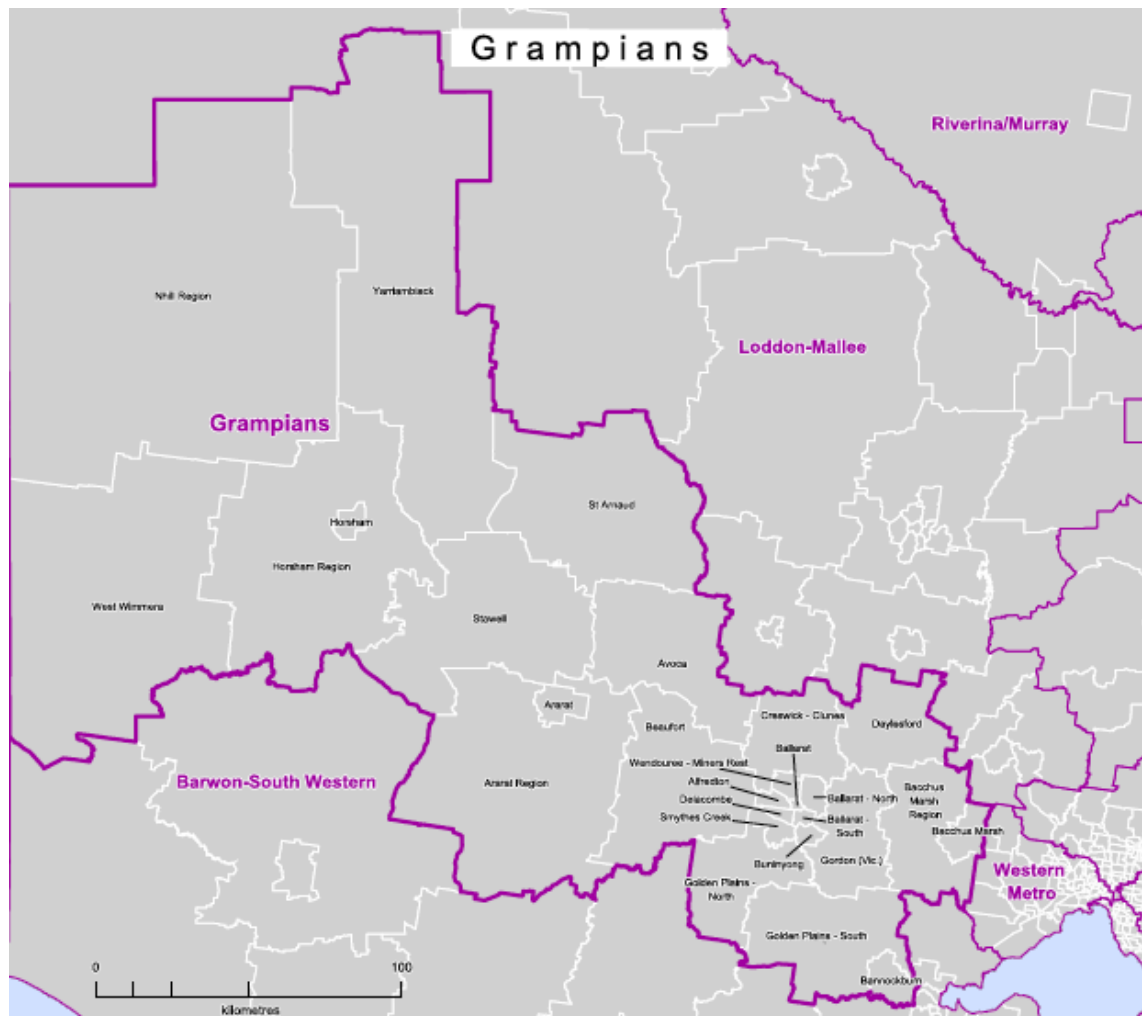 Grampians
Riverina/Murray
Nhill Region
Yarriambiack
Loddon-Mallee
Grampians
St Arnaud
Horsham
Horsham Region
West Wimmera
Stawell
Avoca
Ararat
Beaufort
Creswick - Clunes
Daylesford
Ballarat
Wendouree - Miners Rest
Barwon-South Western
Ararat Region
Alfredton
Delacombe
Smythes Creek
Ballarat - North
Ballarat -
South
Bacchus
Marsh
Region
Bacchus Marsh
Buninyong
Gordon (Vic.)
Western
Metro
Golden Plains -
North
Golden Plains - South
Bannockburn
0
100
kilometres